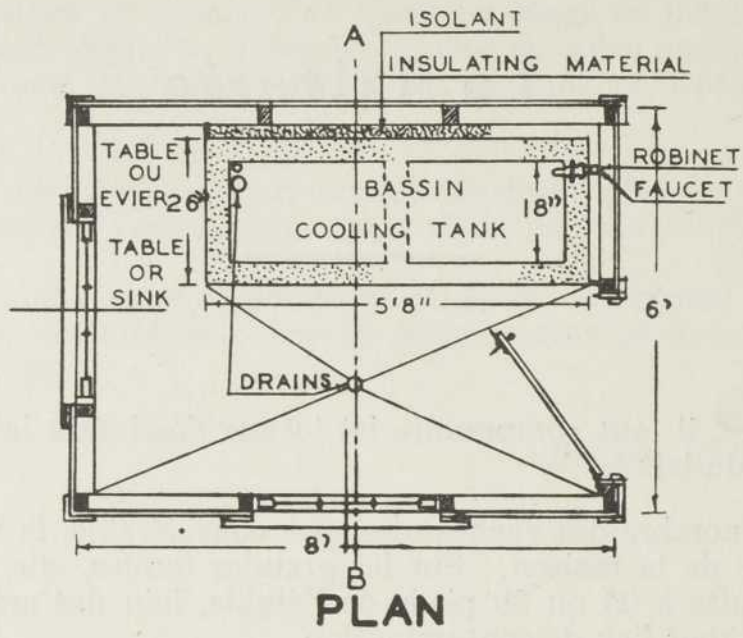 A
ISOLANT
INSULATING MATERIAL
TABLE
OU
EVIER
26"
BASSIN
COOLING TANK
18"
ROBINET
FAUCET
TABLE
OR
SINK
5'8"
6'
DRAINS
8'
B
PLAN